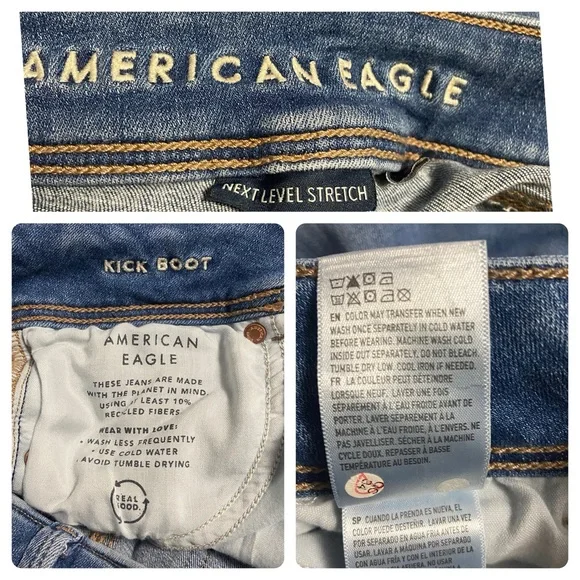 AMERICAN EAGLE
NEXT LEVEL STRETCH
KICK BOOT
AMERICAN
EAGLE
THESE JEANS ARE MADE
WITH THE PLANET IN MIND,
USING AT LEAST 10%
RECYCLED FIBERS.
WEAR WITH LOVE:
• WASH LESS FREQUENTLY
• USE COLD WATER
• AVOID TUMBLE DRYING
REAL
GOOD.
EN COLOR MAY TRANSFER WHEN NEW
WASH ONCE SEPARATELY IN COLD WATER
BEFORE WEARING. MACHINE WASH COLD
INSIDE OUT SEPARATELY. DO NOT BLEACH.
TUMBLE DRY LOW. COOL IRON IF NEEDED.
FR LA COULEUR PEUT DÉTEINDRE
LORSQUE NEUF. LAVER UNE FOIS
SÉPARÉMENT À L'EAU FROIDE AVANT DE
PORTER. LAVER SÉPARÉMENT À LA
MACHINE À L'EAU FROIDE, À L'ENVERS. NE
PAS JAVELLISER. SÉCHER À LA MACHINE
CYCLE DOUX. REPASSER À BASSE
TEMPÉRATURE AU BESOIN.
SP. CUANDO LA PRENDA ES NUEVA, EL
COLOR PUEDE DESTEÑIR. LAVAR UNA VEZ
POR SEPARADO EN AGUA FRÍA ANTES DE
USAR. LAVAR A MÁQUINA POR SEPARADO